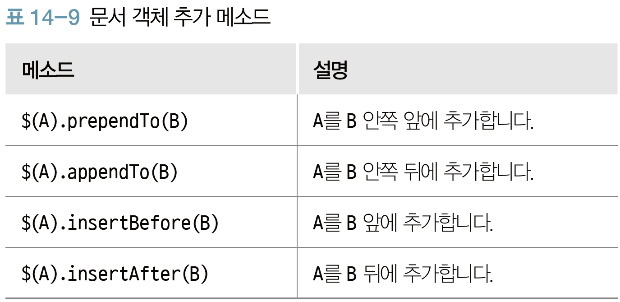 표 14-9 문서 객체 추가 메소드
메소드 설명
$(A).prependTo(B) A를 B 안쪽 앞에 추가합니다.
$(A).appendTo(B) A를 B 안쪽 뒤에 추가합니다.
$(A).insertBefore(B) A를 B 앞에 추가합니다.
$(A).insertAfter(B) A를 B 뒤에 추가합니다.